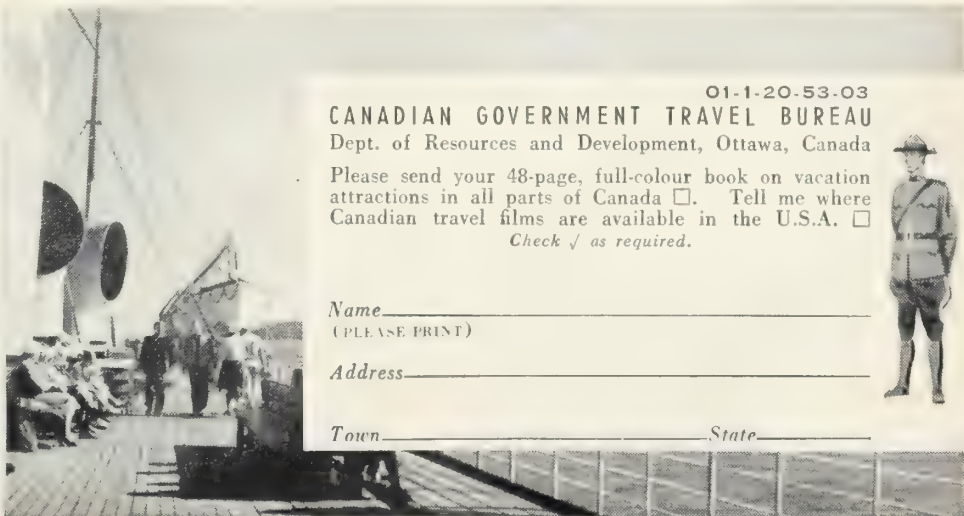 01-1-20-53-03
CANADIAN GOVERNMENT TRAVEL BUREAU
Dept. of Resources and Development, Ottawa, Canada
Please send your 48-page, full-colour book on vacation
attractions in all parts of Canada ☐. Tell me where
Canadian travel films are available in the U.S.A. ☐
Check √ as required.
Name
(PLEASE PRINT)
Address
Town State